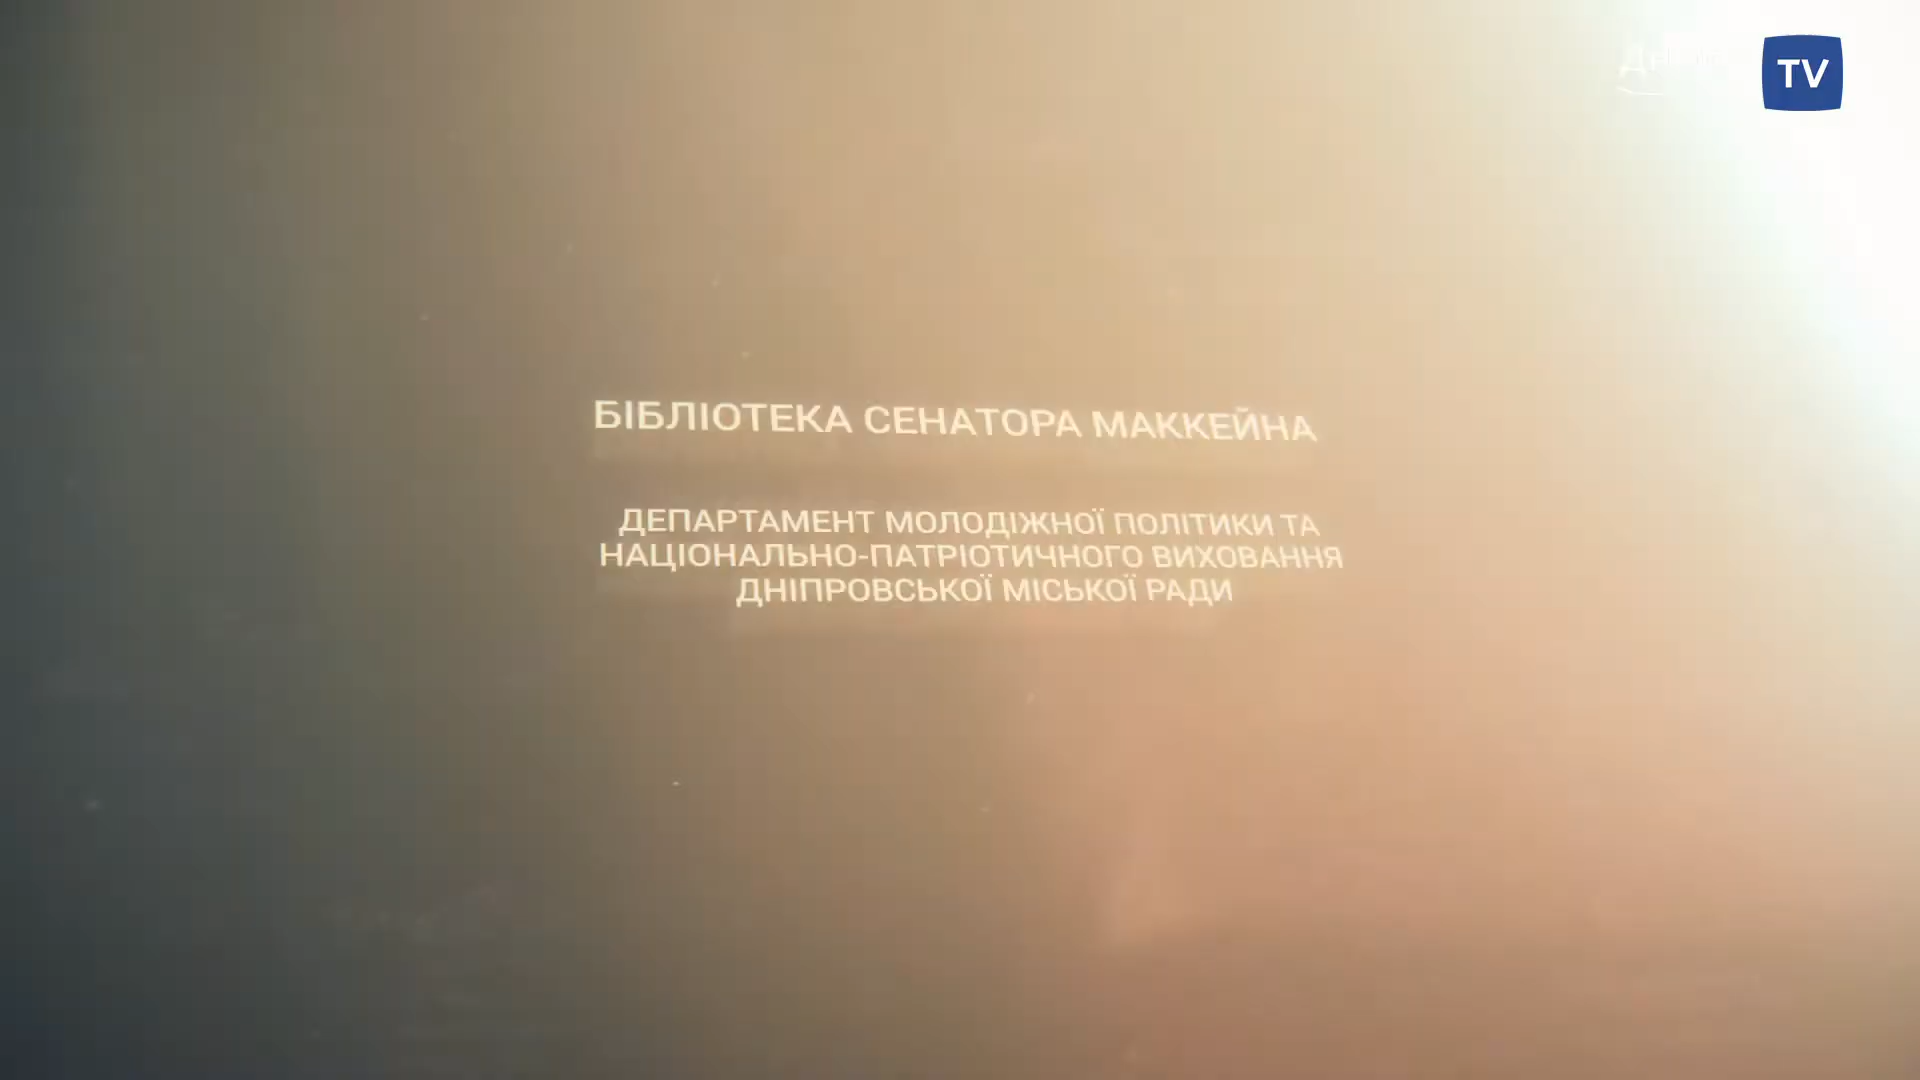 TV
БІБЛІОТЕКА СЕНАТОРА МАККЕЙНА
ДЕПАРТАМЕНТ МОЛОДІЖНОЇ ПОЛІТИКИ ТА
НАЦІОНАЛЬНО-ПАТРІОТИЧНОГО ВИХОВАННЯ
ДНІПРОВСЬКОЇ МІСЬКОЇ РАДИ